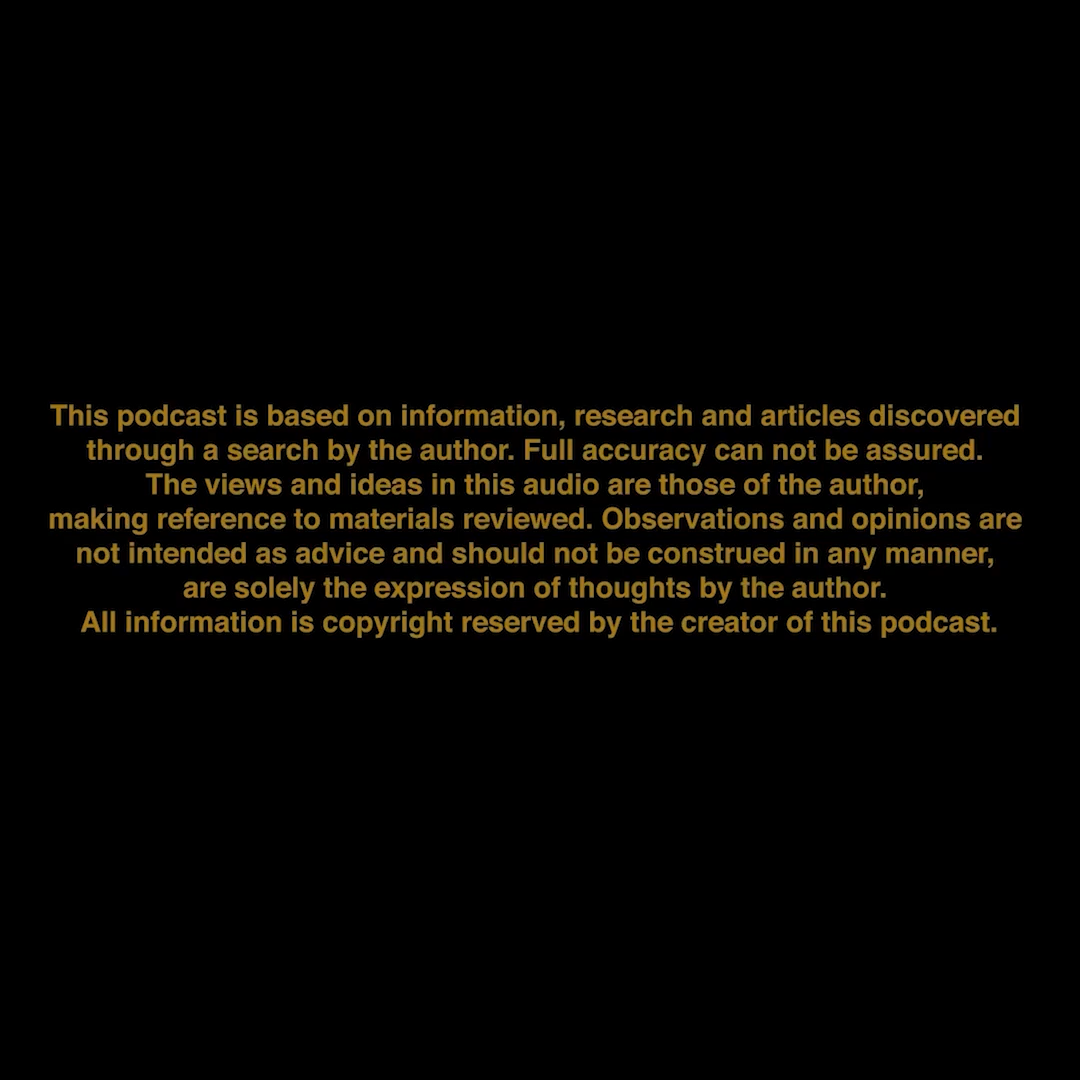 This podcast is based on information, research and articles discovered
through a search by the author. Full accuracy can not be assured.
The views and ideas in this audio are those of the author,
making reference to materials reviewed. Observations and opinions are
not intended as advice and should not be construed in any manner,
are solely the expression of thoughts by the author.
All information is copyright reserved by the creator of this podcast.